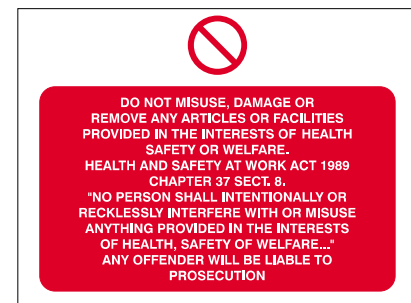 DO NOT MISUSE, DAMAGE OR
REMOVE ANY ARTICLES OR FACILITIES
PROVIDED IN THE INTERESTS OF HEALTH
SAFETY OR WELFARE.
HEALTH AND SAFETY AT WORK ACT 1989
CHAPTER 37 SECT. 8.
"NO PERSON SHALL INTENTIONALLY OR
RECKLESSLY INTERFERE WITH OR MISUSE
ANYTHING PROVIDED IN THE INTERESTS
OF HEALTH, SAFETY OF WELFARE..."
ANY OFFENDER WILL BE LIABLE TO
PROSECUTION